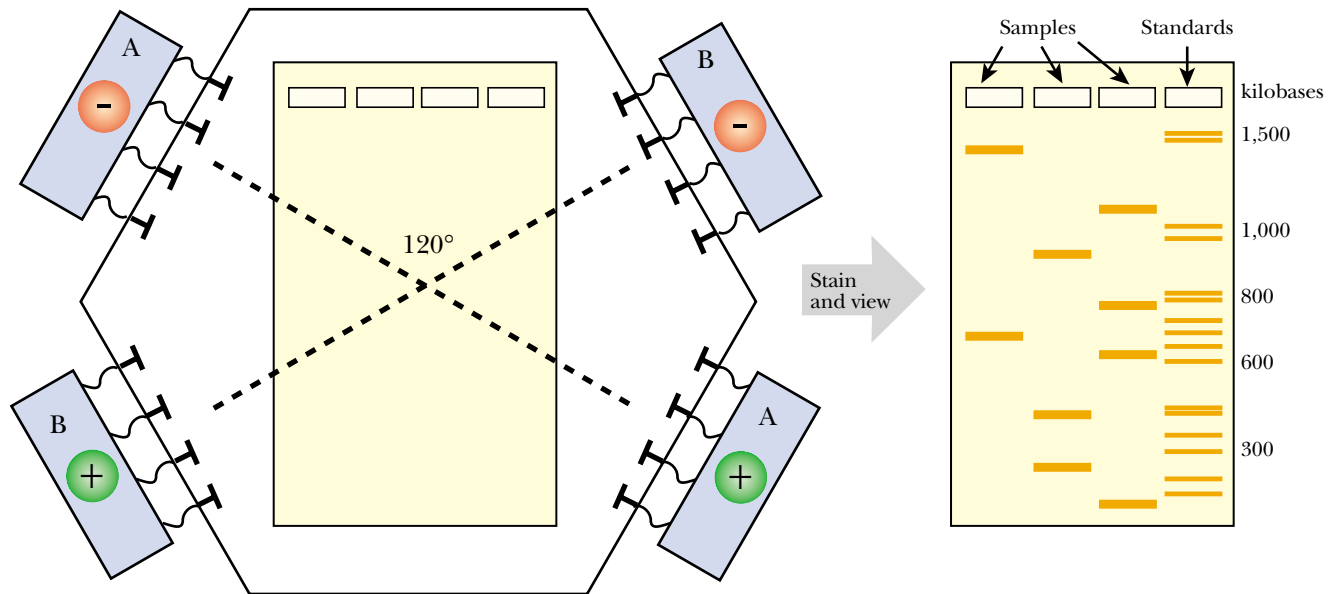 A
-
B
-
120°
B
+
A
+
Stain
and view
Samples
Standards
kilobases
1,500
1,000
800
600
300